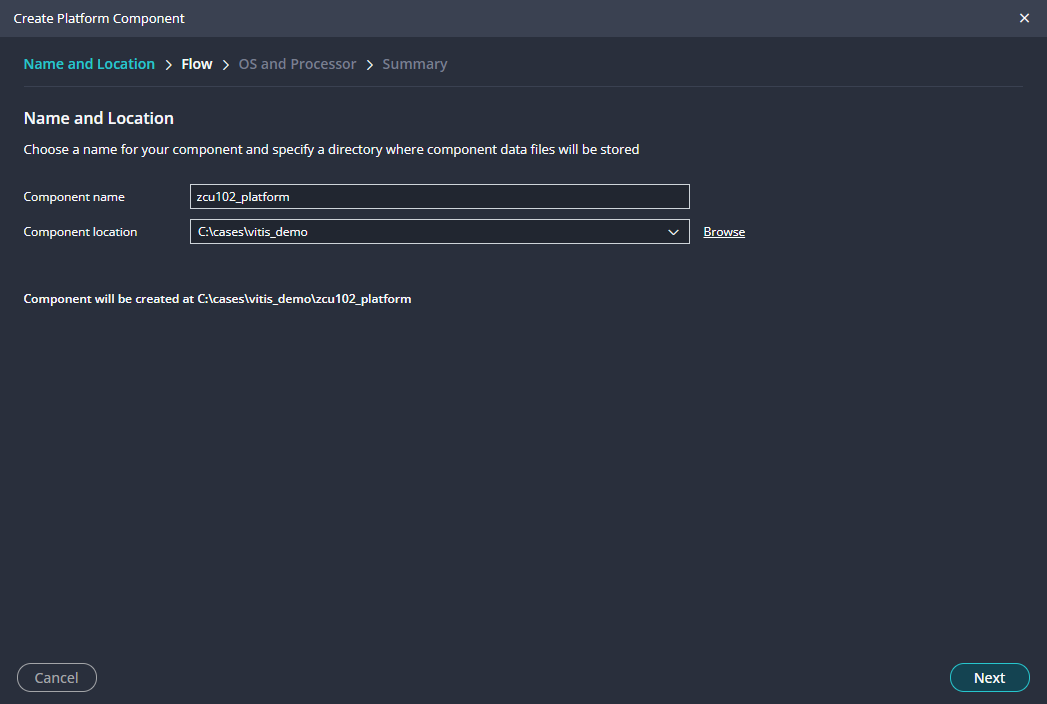 Create Platform Component
Name and Location > Flow > OS and Processor > Summary
Name and Location
Choose a name for your component and specify a directory where component data files will be stored
Component name zcu102_platform
Component location C:\cases\vitis_demo Browse
Component will be created at C:\cases\vitis_demo\zcu102_platform
Cancel Next